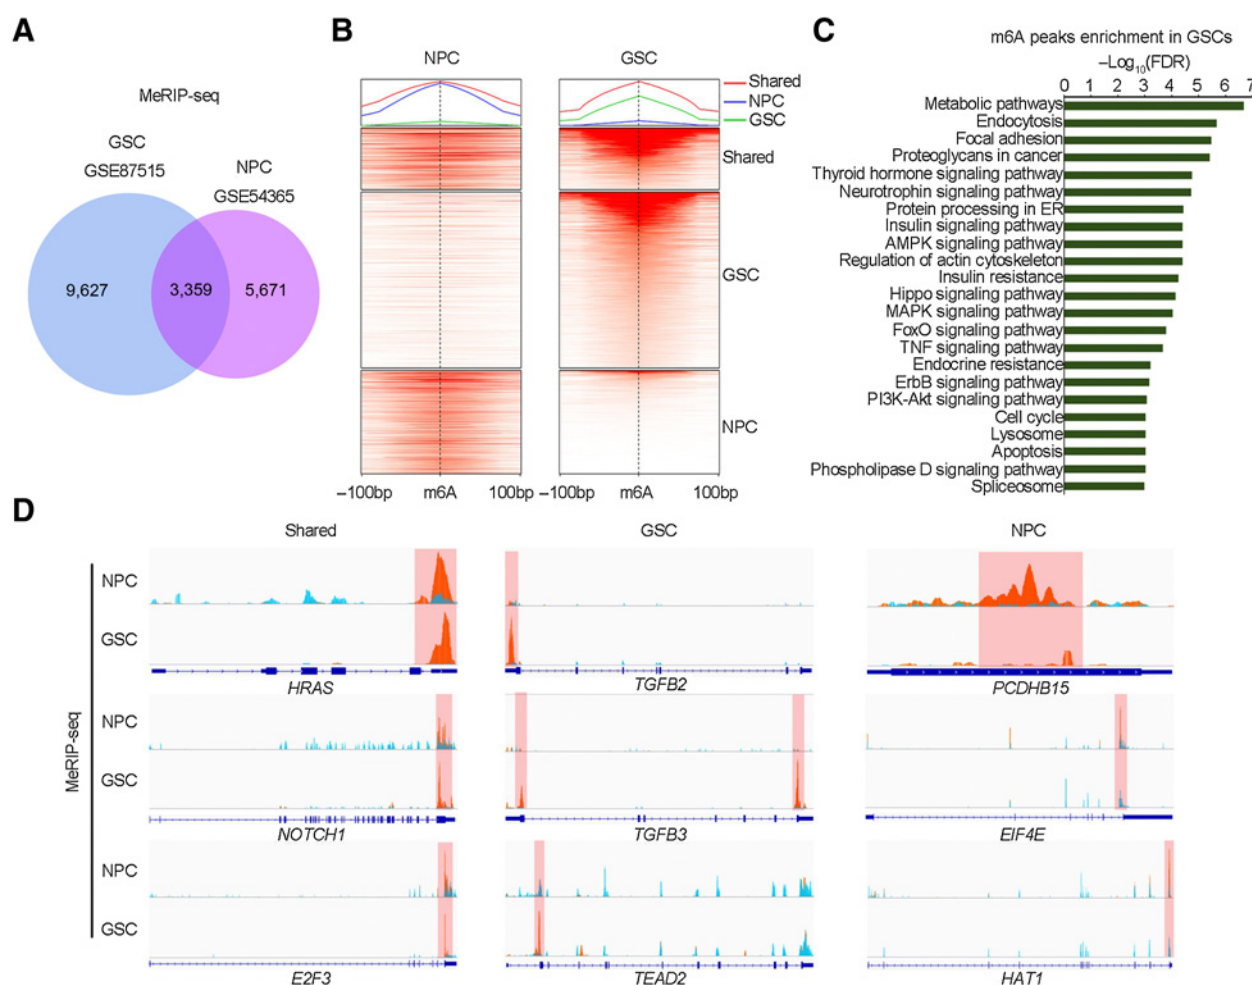 A
MeRIP-seq
GSC
GSE87515
NPC
GSE54365
9,627
3,359
5,671
B
NPC
GSC
Shared
NPC
GSC
Shared
GSC
NPC
–100bp
m6A
100bp
–100bp
m6A
100bp
C
m6A peaks enrichment in GSCs
–Log10(FDR)
0 1 2 3 4 5 6 7
Metabolic pathways
Endocytosis
Focal adhesion
Proteoglycans in cancer
Thyroid hormone signaling pathway
Neurotrophin signaling pathway
Protein processing in ER
Insulin signaling pathway
AMPK signaling pathway
Regulation of actin cytoskeleton
Insulin resistance
Hippo signaling pathway
MAPK signaling pathway
FoxO signaling pathway
TNF signaling pathway
Endocrine resistance
ErbB signaling pathway
PI3K-Akt signaling pathway
Cell cycle
Lysosome
Apoptosis
Phospholipase D signaling pathway
Spliceosome
D
Shared
GSC
NPC
MeRIP-seq
NPC
GSC
HRAS
TGFB2
PCDHB15
MeRIP-seq
NPC
GSC
NOTCH1
TGFB3
EIF4E
NPC
GSC
E2F3
TEAD2
HAT1